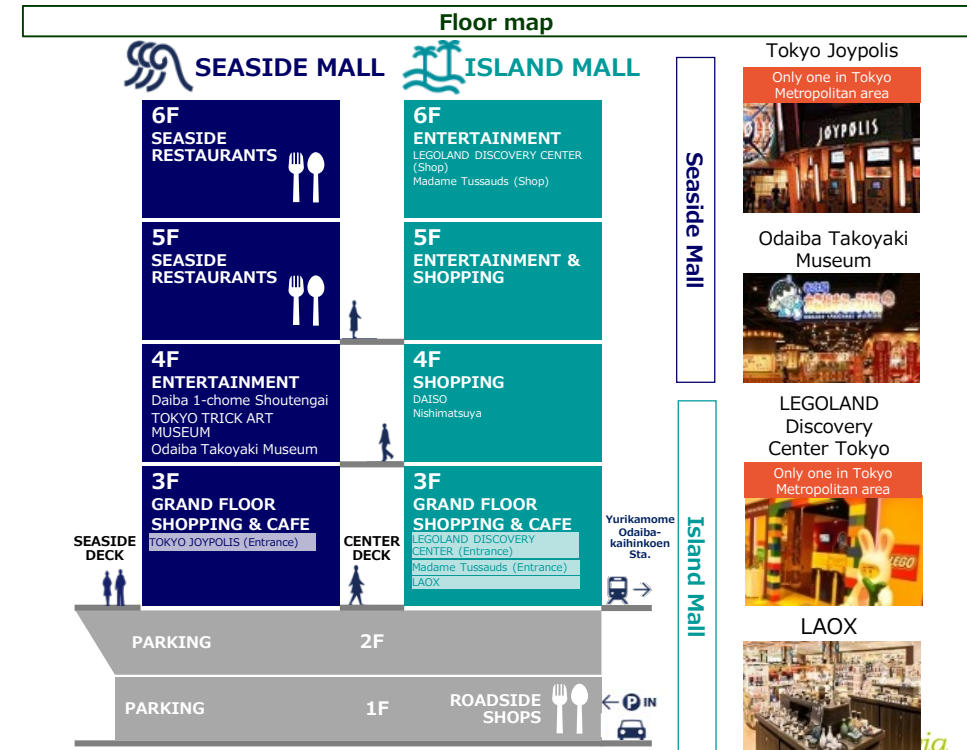 Floor map
SEASIDE MALL
ISLAND MALL
6F
SEASIDE
RESTAURANTS
6F
ENTERTAINMENT
LEGOLAND DISCOVERY CENTER
(Shop)
Madame Tussauds (Shop)
5F
SEASIDE
RESTAURANTS
5F
ENTERTAINMENT &
SHOPPING
4F
ENTERTAINMENT
Daiba 1-chome Shoutengai
TOKYO TRICK ART
MUSEUM
Odaiba Takoyaki Museum
4F
SHOPPING
DAISO
Nishimatsuya
3F
GRAND FLOOR
SHOPPING & CAFE
TOKYO JOYPOLIS (Entrance)
3F
GRAND FLOOR
SHOPPING & CAFE
LEGOLAND DISCOVERY
CENTER (Entrance)
Madame Tussauds (Entrance)
LAOX
SEASIDE
DECK
CENTER
DECK
Yurikamome
Odaiba-
kaihinkoen
Sta.
PARKING
2F
PARKING
1F
ROADSIDE
SHOPS
P IN
Seaside Mall
Island Mall
Tokyo Joypolis
Only one in Tokyo
Metropolitan area
JOYPOLIS
Odaiba Takoyaki
Museum
LEGOLAND
Discovery
Center Tokyo
Only one in Tokyo
Metropolitan area
LEGO
LAOX